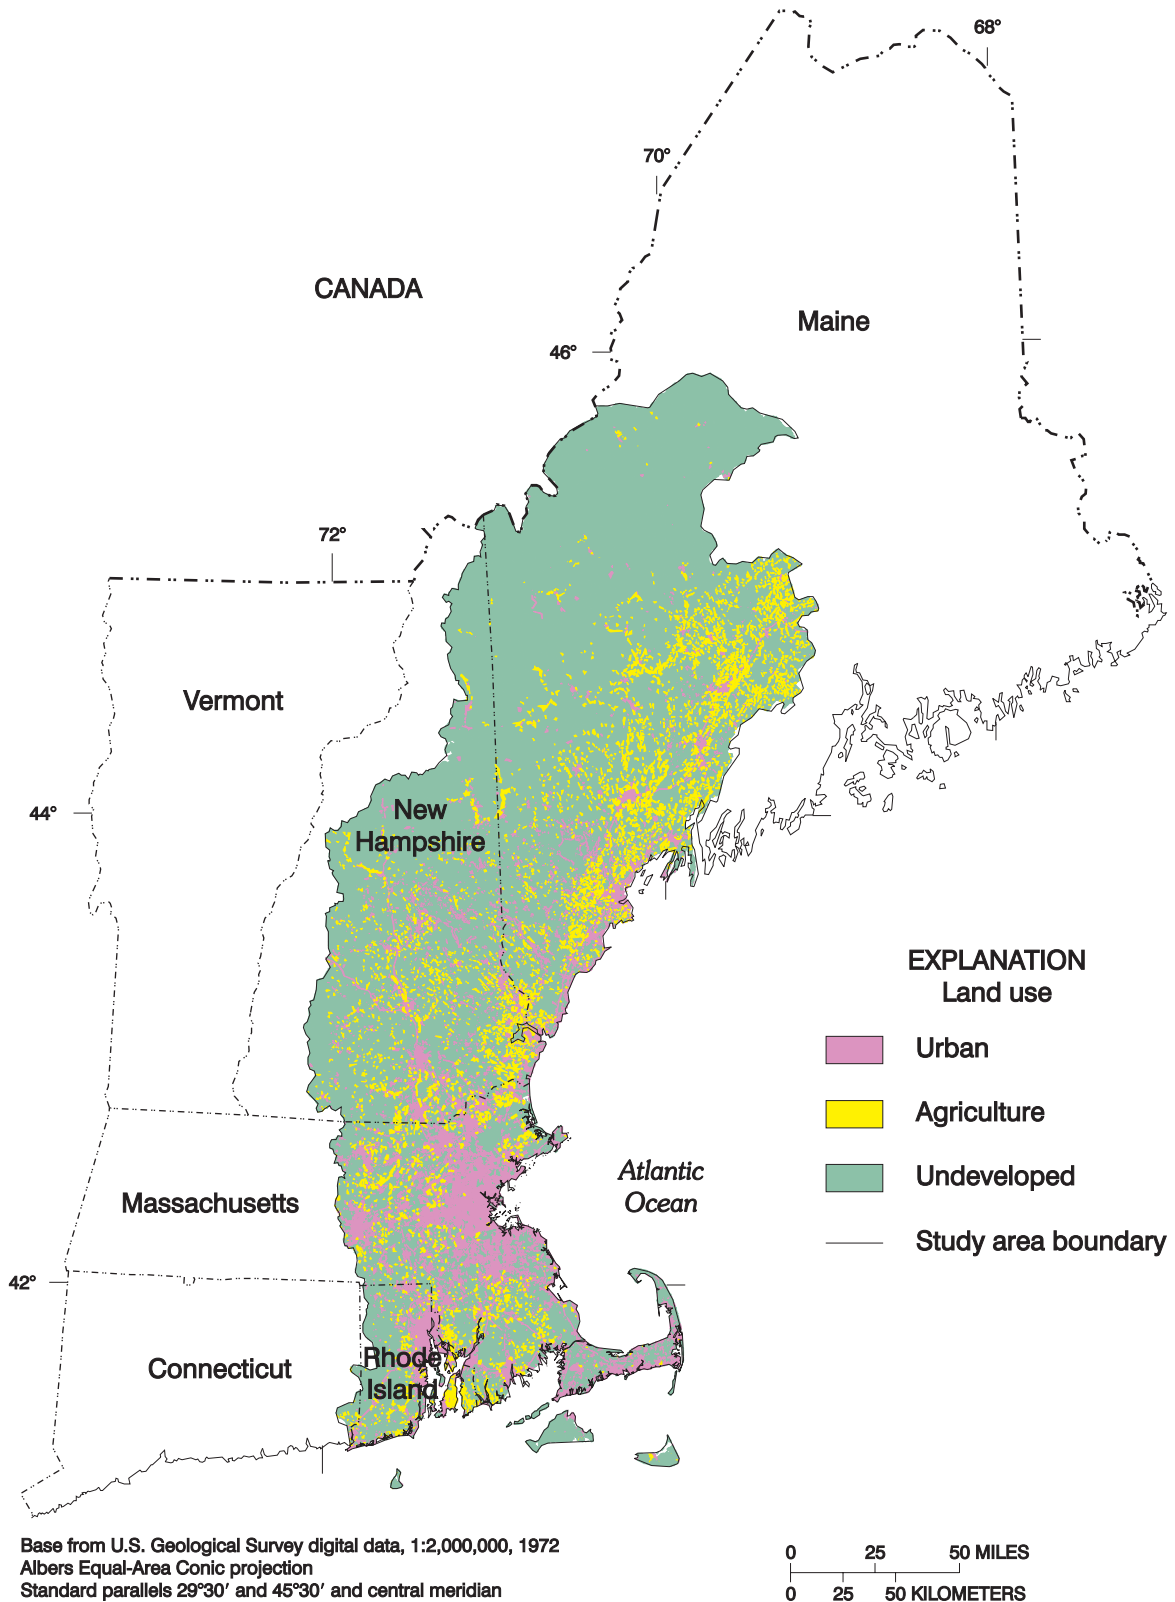 68°
70°
CANADA
Maine
46°
72°
Vermont
44°
New
Hampshire
EXPLANATION
Land use
Urban
Agriculture
Undeveloped
Study area boundary
Atlantic
Ocean
Massachusetts
42°
Connecticut
Rhode
Island
Base from U.S. Geological Survey digital data, 1:2,000,000, 1972
Albers Equal-Area Conic projection
Standard parallels 29°30′ and 45°30′ and central meridian
0 25 50 MILES
0 25 50 KILOMETERS